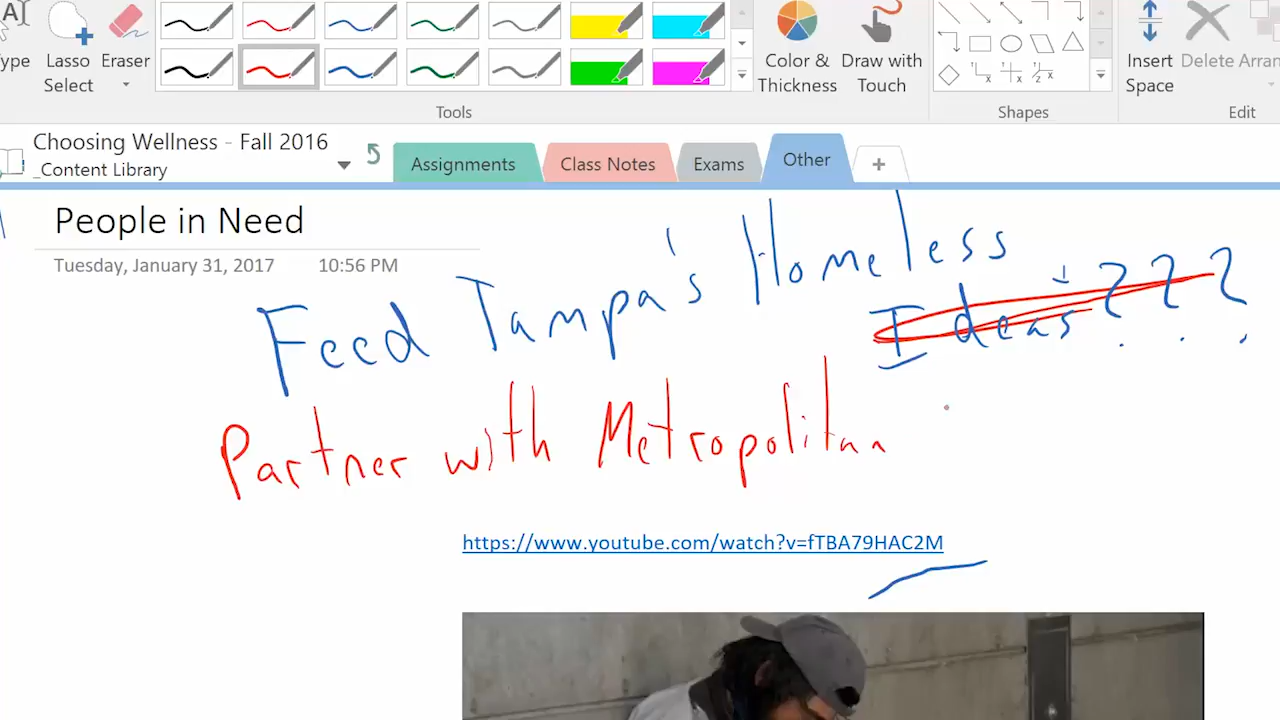 Type
Lasso Select
Eraser
Color & Thickness
Draw with Touch
Insert Space
Delete
Arran
Tools
Shapes
Edit
Choosing Wellness - Fall 2016
_Content Library
Assignments
Class Notes
Exams
Other
+
People in Need
Tuesday, January 31, 2017 10:56 PM
Feed Tampa's Homeless
Ideas ???
Partner with Metropolitan
https://www.youtube.com/watch?v=fTBA79HAC2M